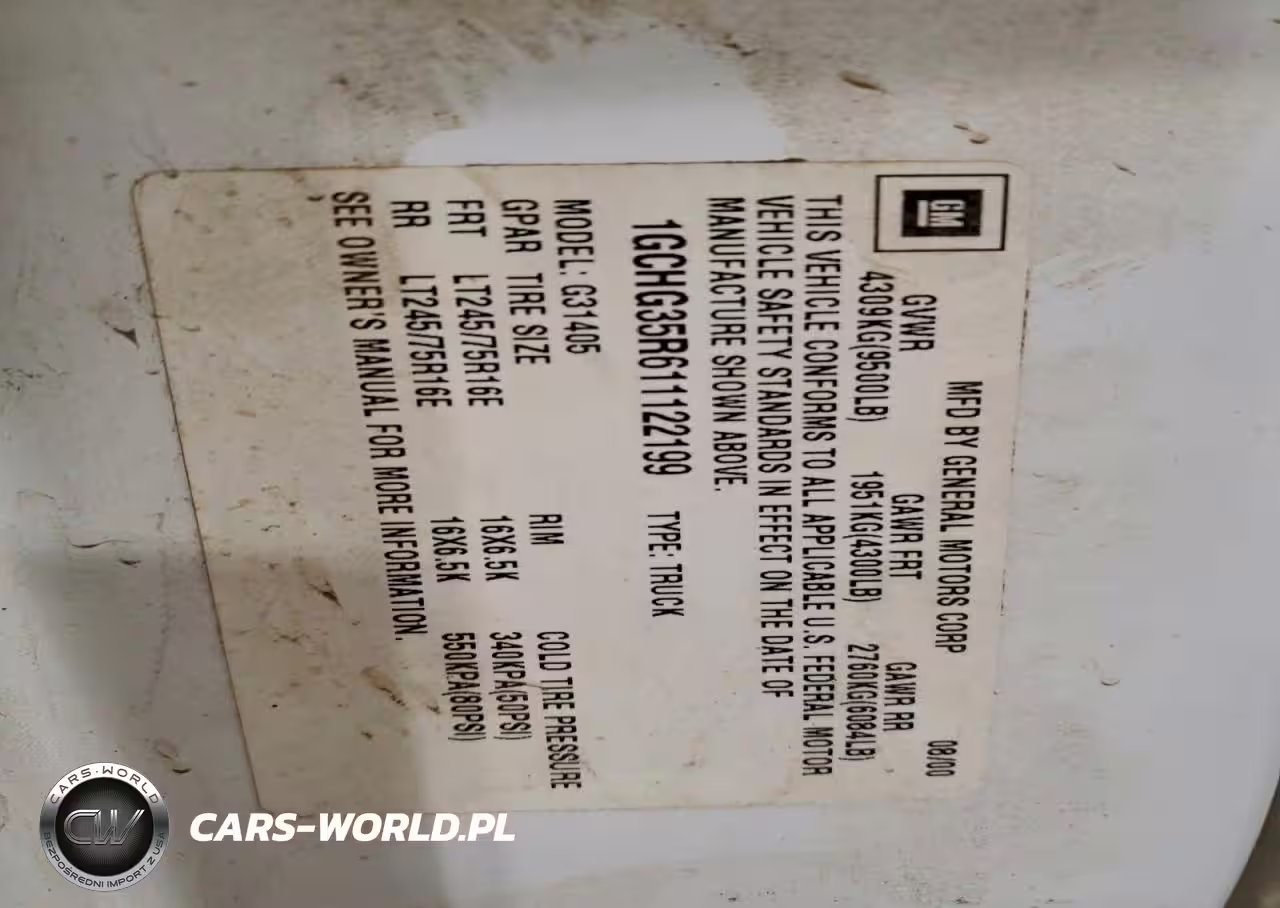 GM
MFD BY GENERAL MOTORS CORP 08/00
GVWR GAWR FRT GAWR RR
4309KG(9500LB) 1951KG(4300LB) 2760KG(6084LB)
THIS VEHICLE CONFORMS TO ALL APPLICABLE U.S. FEDERAL MOTOR
VEHICLE SAFETY STANDARDS IN EFFECT ON THE DATE OF
MANUFACTURE SHOWN ABOVE.
1GCHG35R611122199 TYPE: TRUCK
MODEL: G31405
GPAR TIRE SIZE RIM COLD TIRE PRESSURE
FRT LT245/75R16E 16X6.5K 340KPA(50PSI)
RR LT245/75R16E 16X6.5K 550KPA(80PSI)
SEE OWNER'S MANUAL FOR MORE INFORMATION.
CARS-WORLD
CW
BEZPOŚREDNI IMPORT Z USA
CARS-WORLD.PL